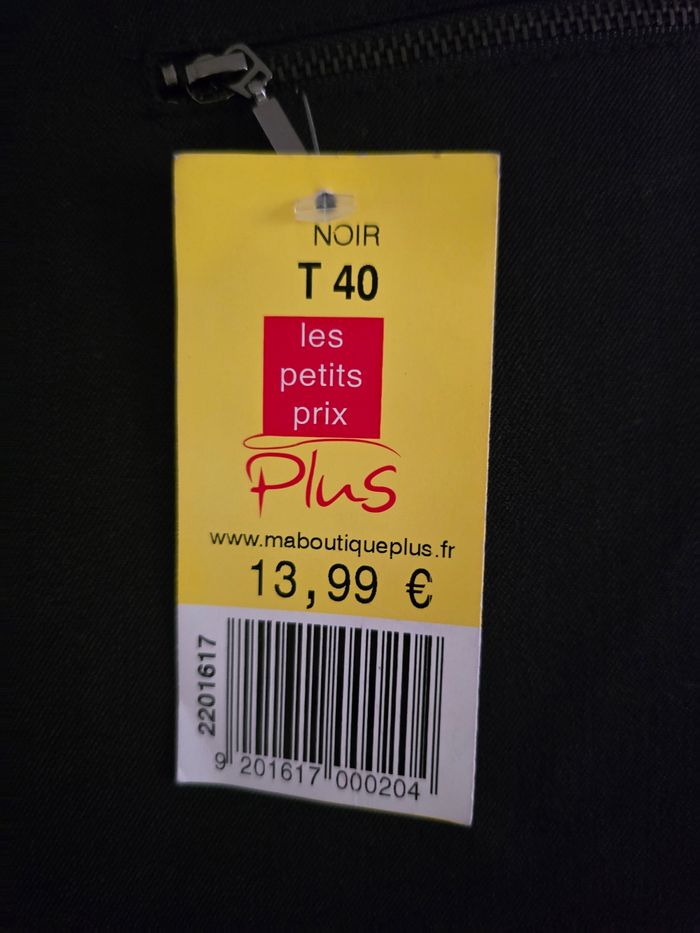 NOIR
T 40
les
petits
prix
Plus
www.maboutiqueplus.fr
13,99 €
2201617
9 201617 000204